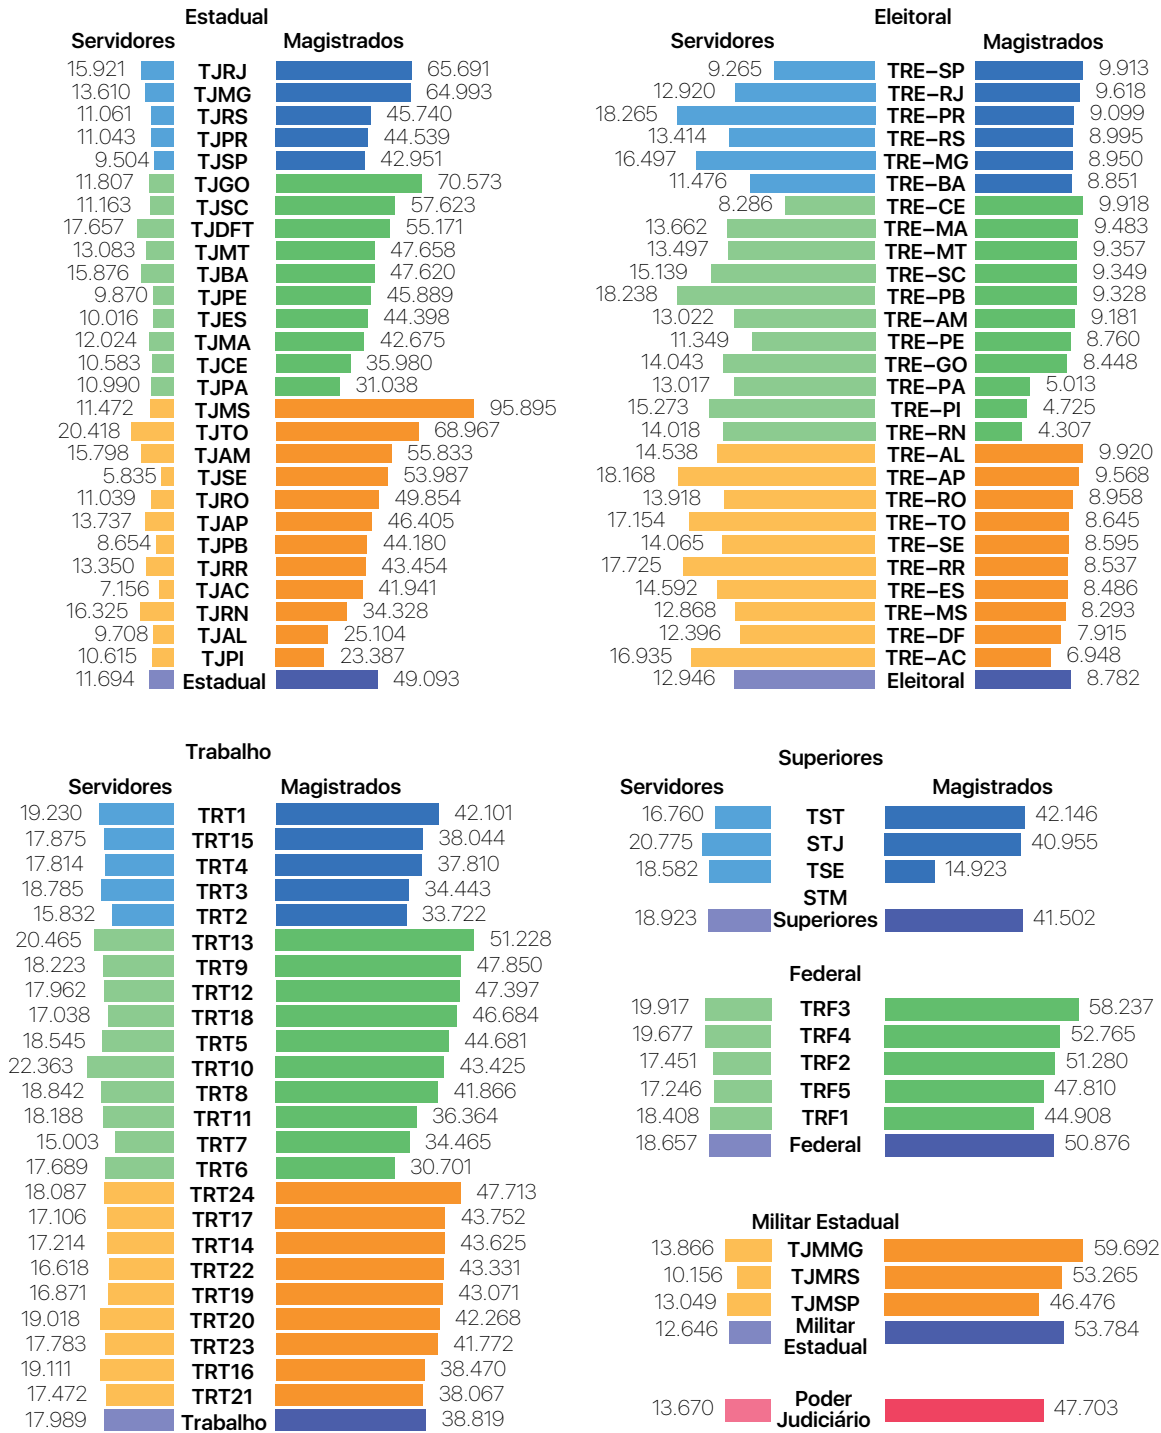 Estadual
Servidores Magistrados
15.921 TJRJ 65.691
13.610 TJMG 64.993
11.061 TJRS 45.740
11.043 TJPR 44.539
9.504 TJSP 42.951
11.807 TJGO 70.573
11.163 TJSC 57.623
17.657 TJDFT 55.171
13.083 TJMT 47.658
15.876 TJBA 47.620
9.870 TJPE 45.889
10.016 TJES 44.398
12.024 TJMA 42.675
10.583 TJCE 35.980
10.990 TJPA 31.038
11.472 TJMS 95.895
20.418 TJTO 68.967
15.798 TJAM 55.833
5.835 TJSE 53.987
11.039 TJRO 49.854
13.737 TJAP 46.405
8.654 TJPB 44.180
13.350 TJRR 43.454
7.156 TJAC 41.941
16.325 TJRN 34.328
9.708 TJAL 25.104
10.615 TJPI 23.387
11.694 Estadual 49.093
Eleitoral
Servidores Magistrados
9.265 TRE–SP 9.913
12.920 TRE–RJ 9.618
18.265 TRE–PR 9.099
13.414 TRE–RS 8.995
16.497 TRE–MG 8.950
11.476 TRE–BA 8.851
8.286 TRE–CE 9.918
13.662 TRE–MA 9.483
13.497 TRE–MT 9.357
15.139 TRE–SC 9.349
18.238 TRE–PB 9.328
13.022 TRE–AM 9.181
11.349 TRE–PE 8.760
14.043 TRE–GO 8.448
13.017 TRE–PA 5.013
15.273 TRE–PI 4.725
14.018 TRE–RN 4.307
14.538 TRE–AL 9.920
18.168 TRE–AP 9.568
13.918 TRE–RO 8.958
17.154 TRE–TO 8.645
14.065 TRE–SE 8.595
17.725 TRE–RR 8.537
14.592 TRE–ES 8.486
12.868 TRE–MS 8.293
12.396 TRE–DF 7.915
16.935 TRE–AC 6.948
12.946 Eleitoral 8.782
Trabalho
Servidores Magistrados
19.230 TRT1 42.101
17.875 TRT15 38.044
17.814 TRT4 37.810
18.785 TRT3 34.443
15.832 TRT2 33.722
20.465 TRT13 51.228
18.223 TRT9 47.850
17.962 TRT12 47.397
17.038 TRT18 46.684
18.545 TRT5 44.681
22.363 TRT10 43.425
18.842 TRT8 41.866
18.188 TRT11 36.364
15.003 TRT7 34.465
17.689 TRT6 30.701
18.087 TRT24 47.713
17.106 TRT17 43.752
17.214 TRT14 43.625
16.618 TRT22 43.331
16.871 TRT19 43.071
19.018 TRT20 42.268
17.783 TRT23 41.772
19.111 TRT16 38.470
17.472 TRT21 38.067
17.989 Trabalho 38.819
Superiores
Servidores Magistrados
16.760 TST 42.146
20.775 STJ 40.955
18.582 TSE 14.923
STM
18.923 Superiores 41.502
Federal
19.917 TRF3 58.237
19.677 TRF4 52.765
17.451 TRF2 51.280
17.246 TRF5 47.810
18.408 TRF1 44.908
18.657 Federal 50.876
Militar Estadual
13.866 TJMMG 59.692
10.156 TJMRS 53.265
13.049 TJMSP 46.476
12.646 Militar 53.784
Estadual
13.670 Poder 47.703
Judiciário